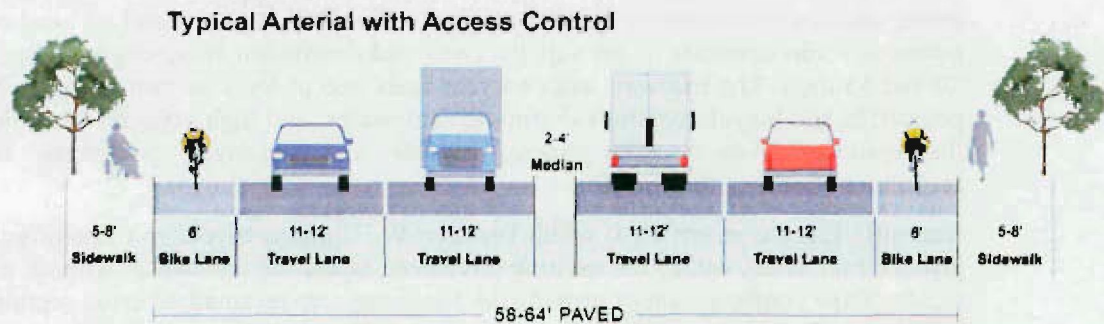 Typical Arterial with Access Control
2-4'
Median
5-8' 6' 11-12' 11-12' 11-12' 11-12' 6' 5-8'
Sidewalk Bike Lane Travel Lane Travel Lane Travel Lane Travel Lane Bike Lane Sidewalk
58-64' PAVED